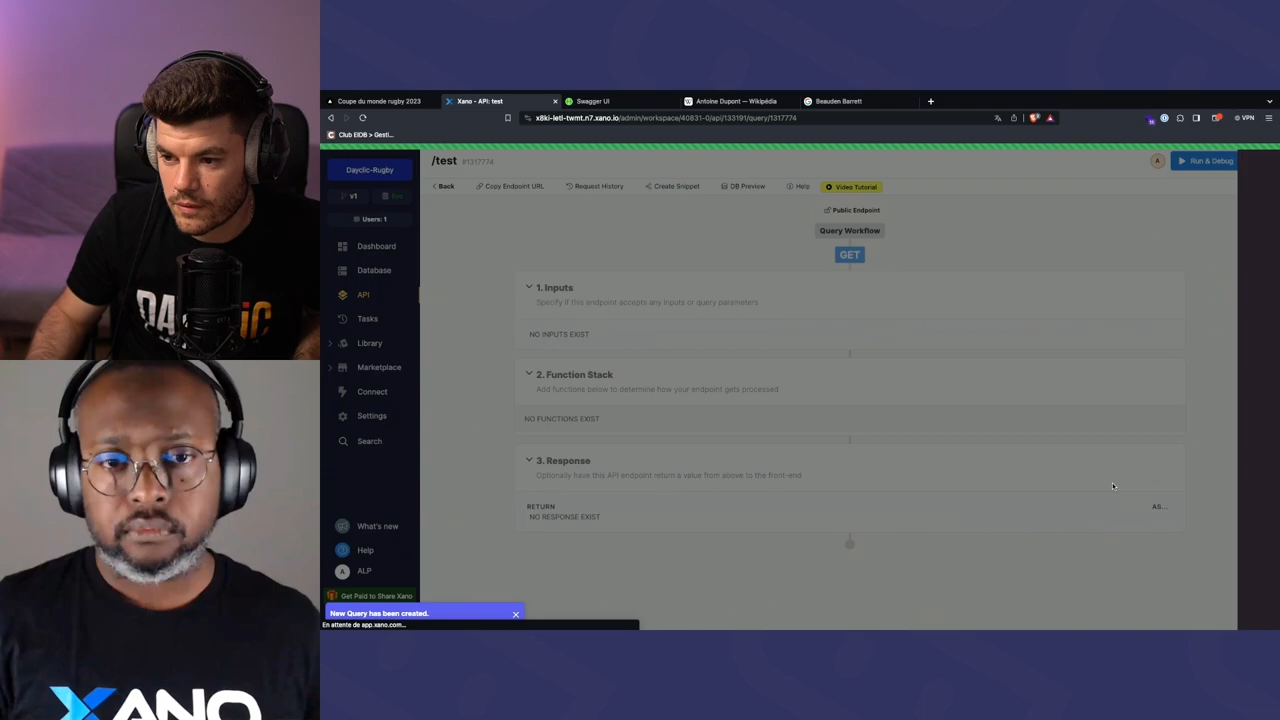 Coupe du monde rugby 2023
Xano - API: test
Swagger UI
Antoine Dupont — Wikipédia
Beauden Barrett
x8ki-letl-twmt.n7.xano.io/admin/workspace/40831-0/api/133191/query/1317774
VPN
Club EIDB > Gesti...
Dayclic-Rugby
/test #1317774
A
Run & Debug
v1
Back
Copy Endpoint URL
Request History
Create Snippet
DB Preview
Help
Video Tutorial
Users: 1
Public Endpoint
Query Workflow
GET
Dashboard
Database
API
Tasks
Library
Marketplace
Connect
Settings
Search
1. Inputs
Specify if this endpoint accepts any inputs or query parameters
NO INPUTS EXIST
2. Function Stack
Add functions below to determine how your endpoint gets processed
NO FUNCTIONS EXIST
3. Response
Optionally have this API endpoint return a value from above to the front-end
RETURN
AS...
NO RESPONSE EXIST
What's new
Help
A ALP
Get Paid to Share Xano
New Query has been created.
En attente de app.xano.com...
XANO